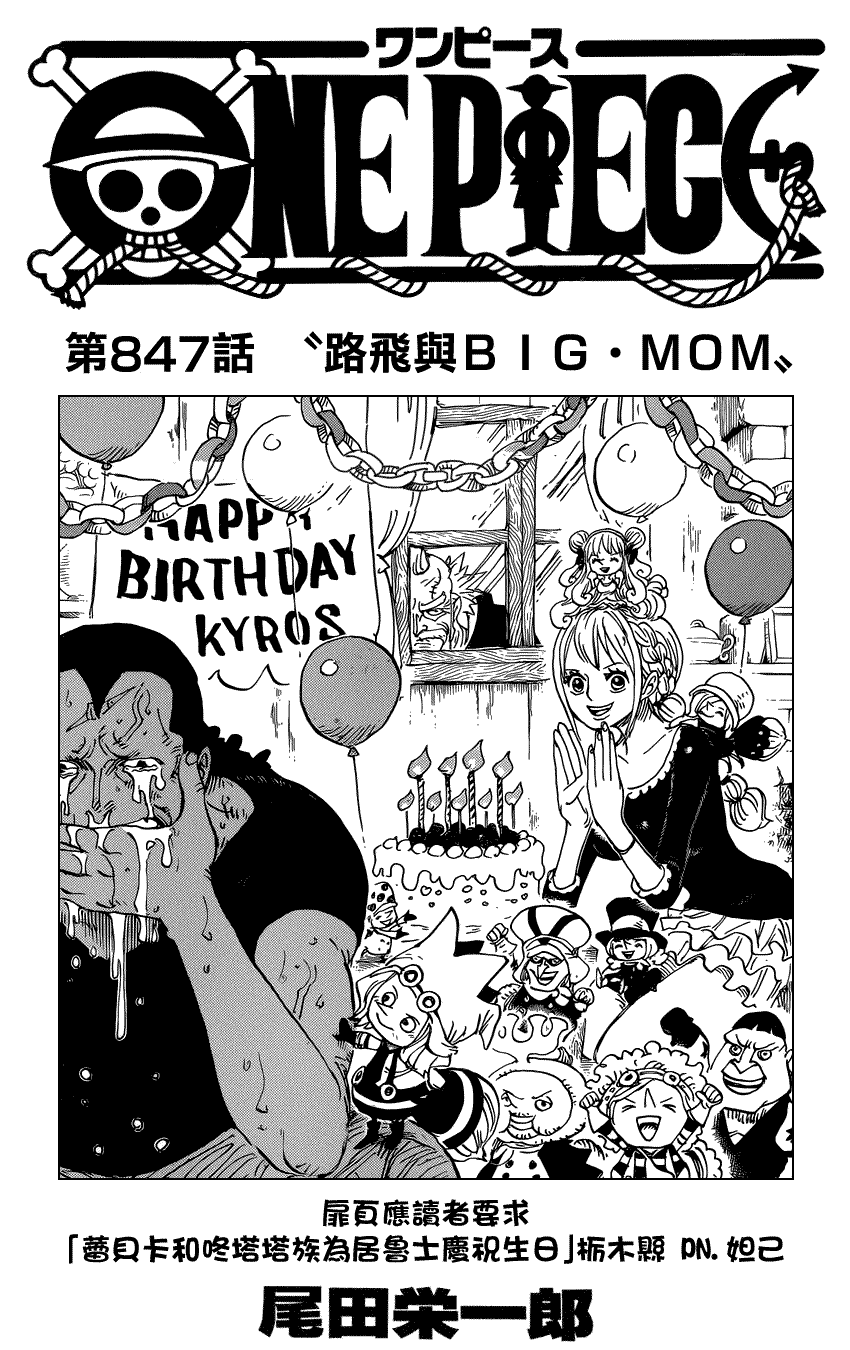 ワンピース
ONE PIECE
第847話 〝路飛與BIG・MOM〟
HAPPY
BIRTHDAY
KYROS
扉頁應讀者要求
「蕾貝卡和咚塔塔族為居魯士慶祝生日」栃木縣 PN.妲己
尾田栄一郎